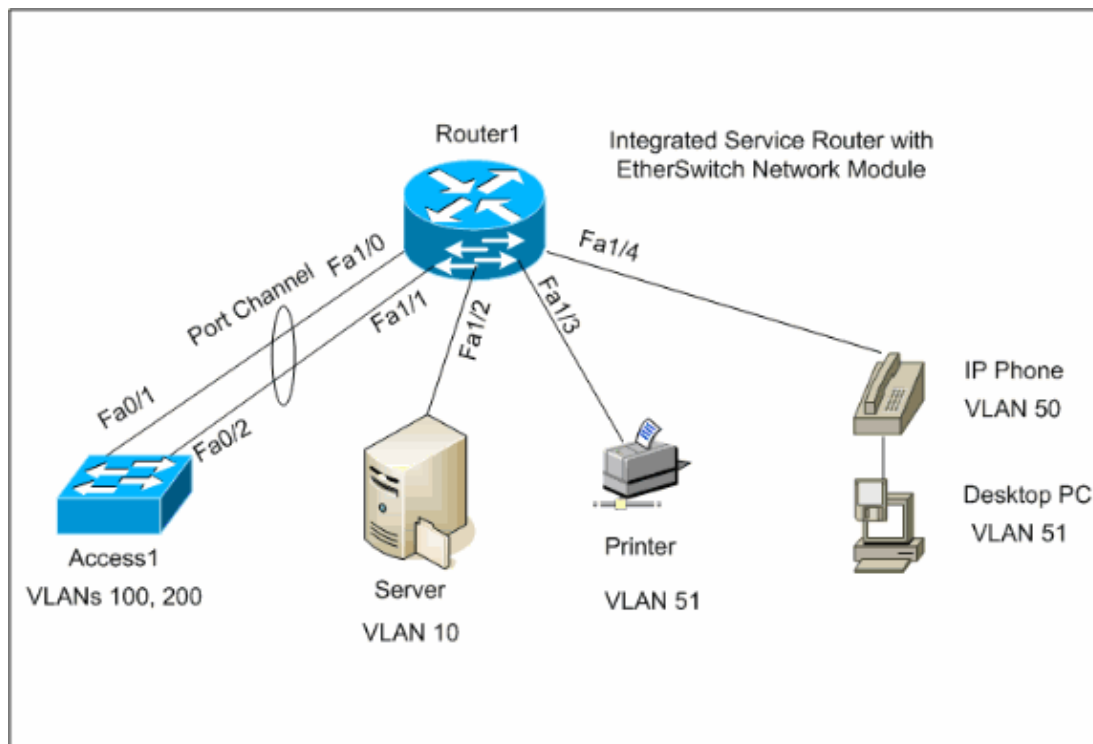 Router1
Integrated Service Router with
EtherSwitch Network Module
Port Channel
Fa1/0
Fa1/1
Fa1/2
Fa1/3
Fa1/4
Fa0/1
Fa0/2
IP Phone
VLAN 50
Desktop PC
VLAN 51
Access1
VLANs 100, 200
Server
VLAN 10
Printer
VLAN 51